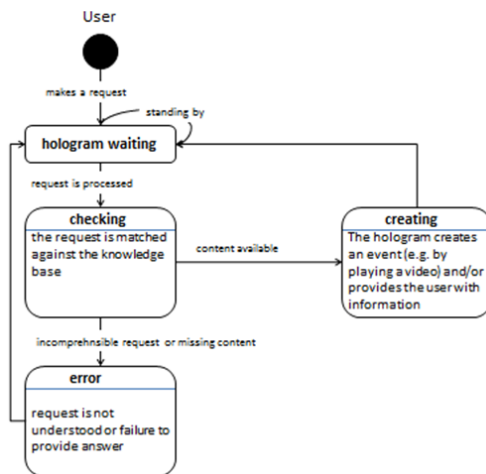 User
makes a request
standing by
hologram waiting
request is processed
checking
the request is matched
against the knowledge
base
content available
creating
The hologram creates
an event (e.g. by
playing a video) and/or
provides the user with
information
incomprehnsible request or missing content
error
request is not
understood or failure to
provide answer